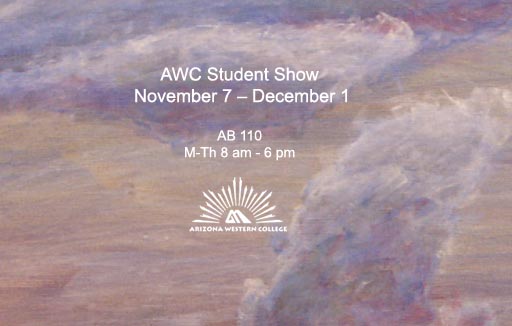 AWC Student Show
November 7 – December 1
AB 110
M-Th 8 am - 6 pm
ARIZONA WESTERN COLLEGE